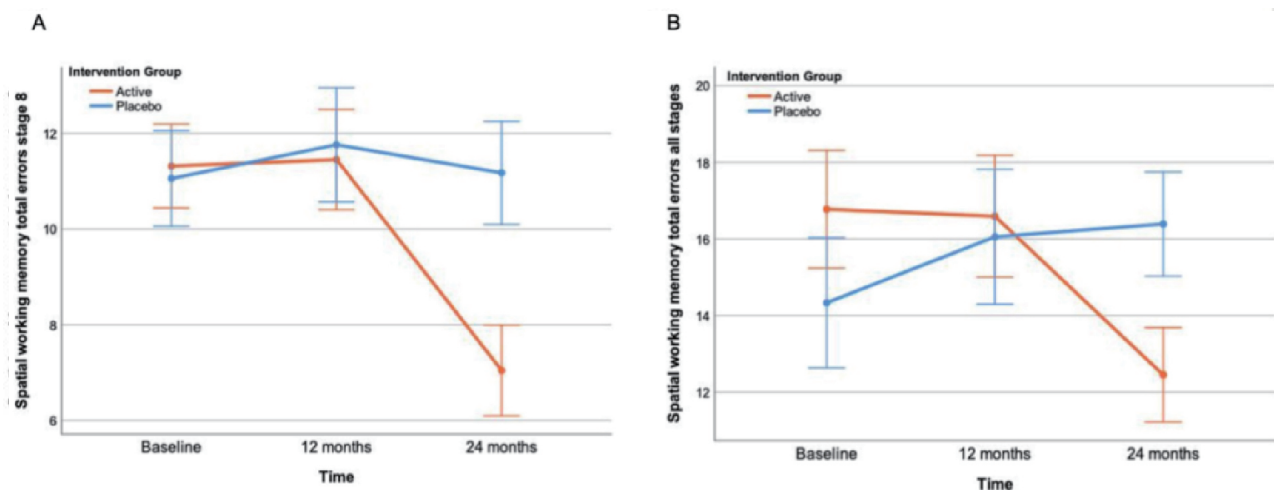 A
Intervention Group
Active
Placebo
Spatial working memory total errors stage 8
12
10
8
6
Baseline
12 months
24 months
Time
B
Intervention Group
Active
Placebo
Spatial working memory total errors all stages
20
18
16
14
12
Baseline
12 months
24 months
Time